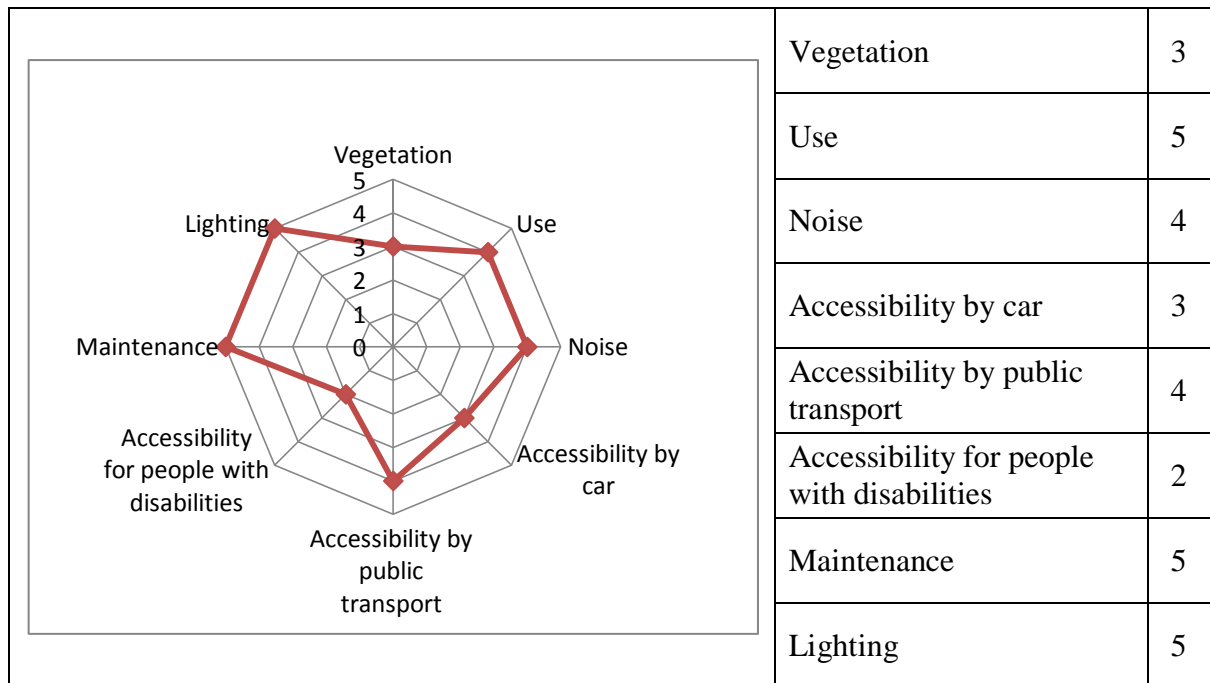 Vegetation
5
4
3
2
1
0
Use
Noise
Accessibility by
car
Accessibility by
public
transport
Accessibility
for people with
disabilities
Maintenance
Lighting
Vegetation 3
Use 5
Noise 4
Accessibility by car 3
Accessibility by public
transport 4
Accessibility for people
with disabilities 2
Maintenance 5
Lighting 5